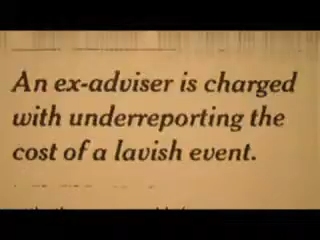 An ex-adviser is charged
with underreporting the
cost of a lavish event.